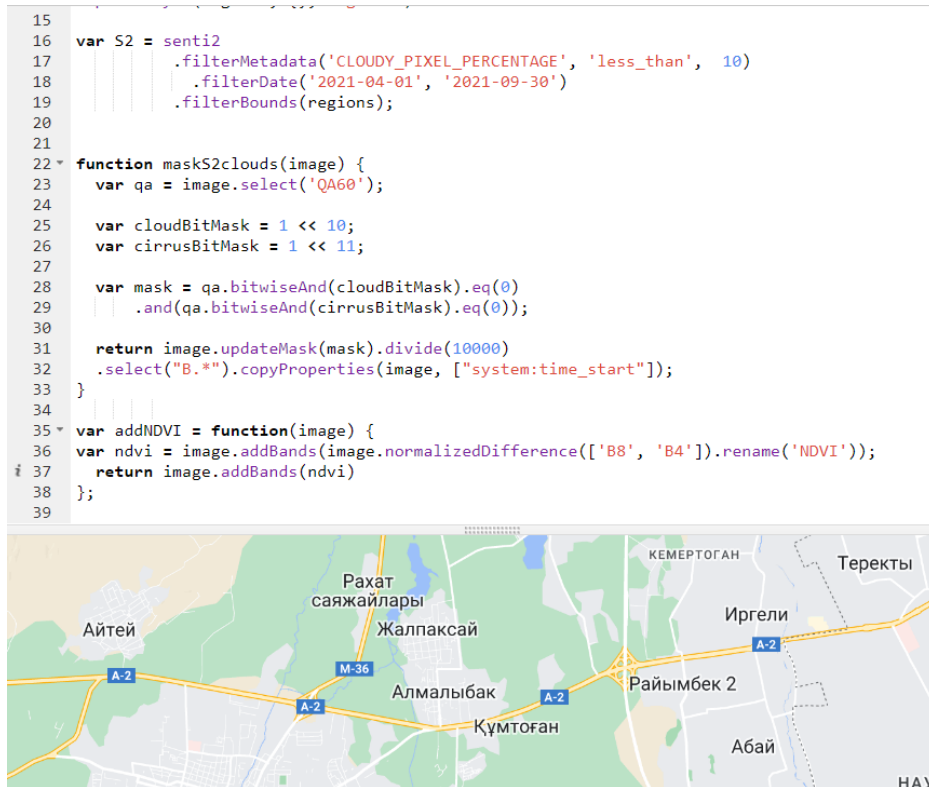 15
16 var S2 = senti2
17 .filterMetadata('CLOUDY_PIXEL_PERCENTAGE', 'less_than', 10)
18 .filterDate('2021-04-01', '2021-09-30')
19 .filterBounds(regions);
20
21
22 function maskS2clouds(image) {
23 var qa = image.select('QA60');
24
25 var cloudBitMask = 1 << 10;
26 var cirrusBitMask = 1 << 11;
27
28 var mask = qa.bitwiseAnd(cloudBitMask).eq(0)
29 .and(qa.bitwiseAnd(cirrusBitMask).eq(0));
30
31 return image.updateMask(mask).divide(10000)
32 .select("B.*").copyProperties(image, ["system:time_start"]);
33 }
34
35 var addNDVI = function(image) {
36 var ndvi = image.addBands(image.normalizedDifference(['B8', 'B4']).rename('NDVI'));
i 37 return image.addBands(ndvi)
38 };
39
КЕМЕРТОГАН
Теректы
Рахат
саяжайлары
Иргели
Айтей
Жалпаксай
A-2
M-36
A-2
Райымбек 2
Алмалыбак
A-2
A-2
Құмтоған
Абай
НАУ